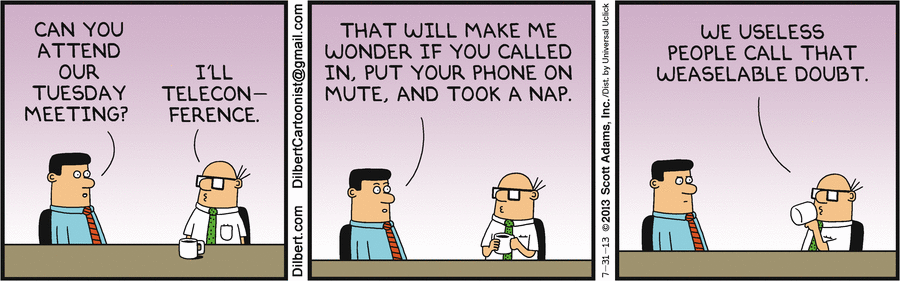 CAN YOU
ATTEND
OUR
TUESDAY
MEETING?
I'LL
TELECON–
FERENCE.
Dilbert.com DilbertCartoonist@gmail.com
THAT WILL MAKE ME
WONDER IF YOU CALLED
IN, PUT YOUR PHONE ON
MUTE, AND TOOK A NAP.
7–31–13 ©2013 Scott Adams, Inc./Dist. by Universal Uclick
WE USELESS
PEOPLE CALL THAT
WEASELABLE DOUBT.